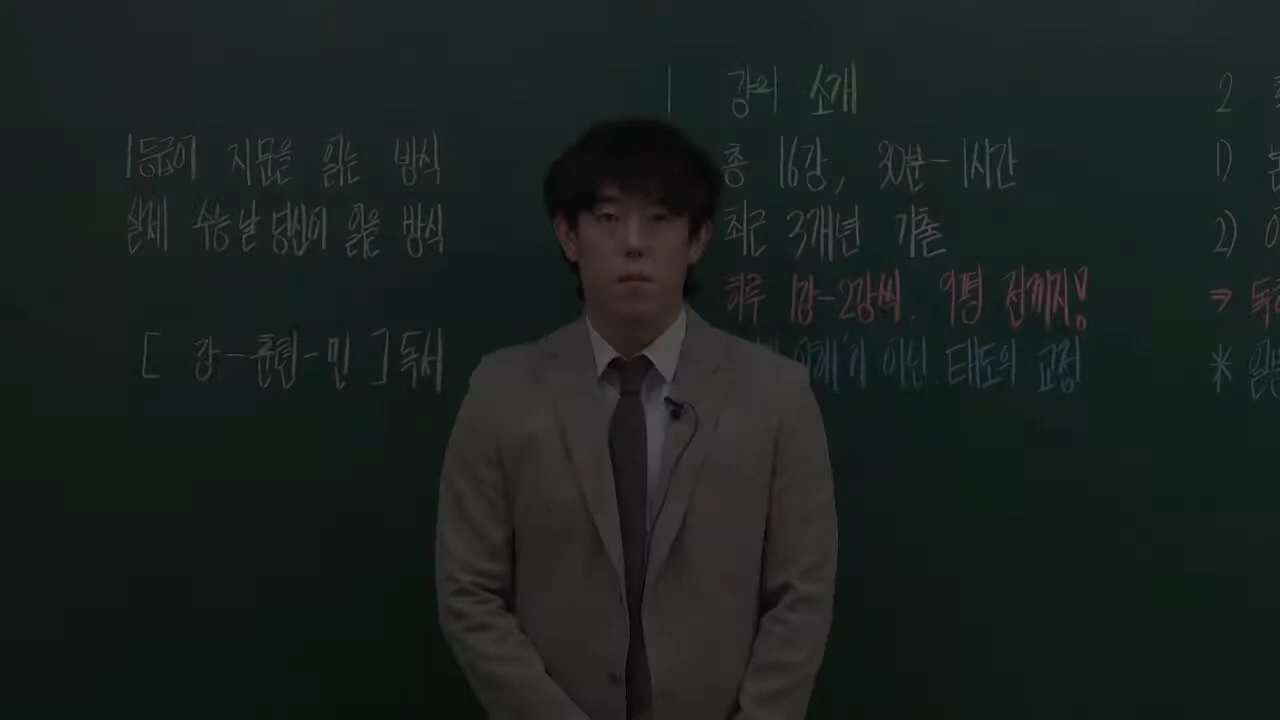 1등급이 지문을 읽는 방식
실제 수능날 당신이 읽을 방식
[ 강-훈련-민 ] 독서
1 강의 소개
총 16강, 30분-1시간
최근 3개년 기출
하루 1강-2강씩. 9평 전까지!
아닌 태도의 교정
2
1)
2)
⇒ 독
*